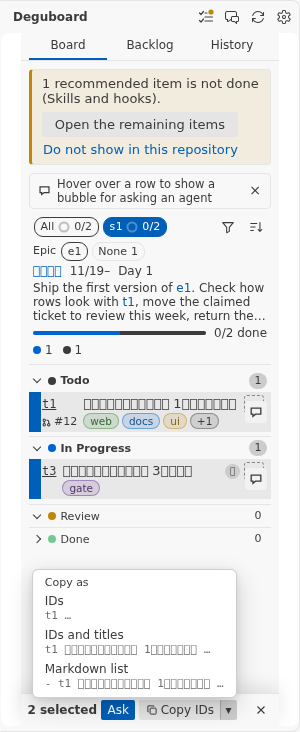 Deguboard
Board Backlog History
1 recommended item is not done
(Skills and hooks).
Open the remaining items
Do not show in this repository
Hover over a row to show a
bubble for asking an agent
All 0/2 s1 0/2
Epic e1 None 1
11/19– Day 1
Ship the first version of e1. Check how
rows look with t1, move the claimed
ticket to review this week, return the…
0/2 done
1 1
Todo 1
t1 1
#12 web docs ui +1
In Progress 1
t3 3
gate
Review 0
Done 0
Copy as
IDs
t1 …
IDs and titles
t1 1 …
Markdown list
- t1 1 …
2 selected Ask Copy IDs